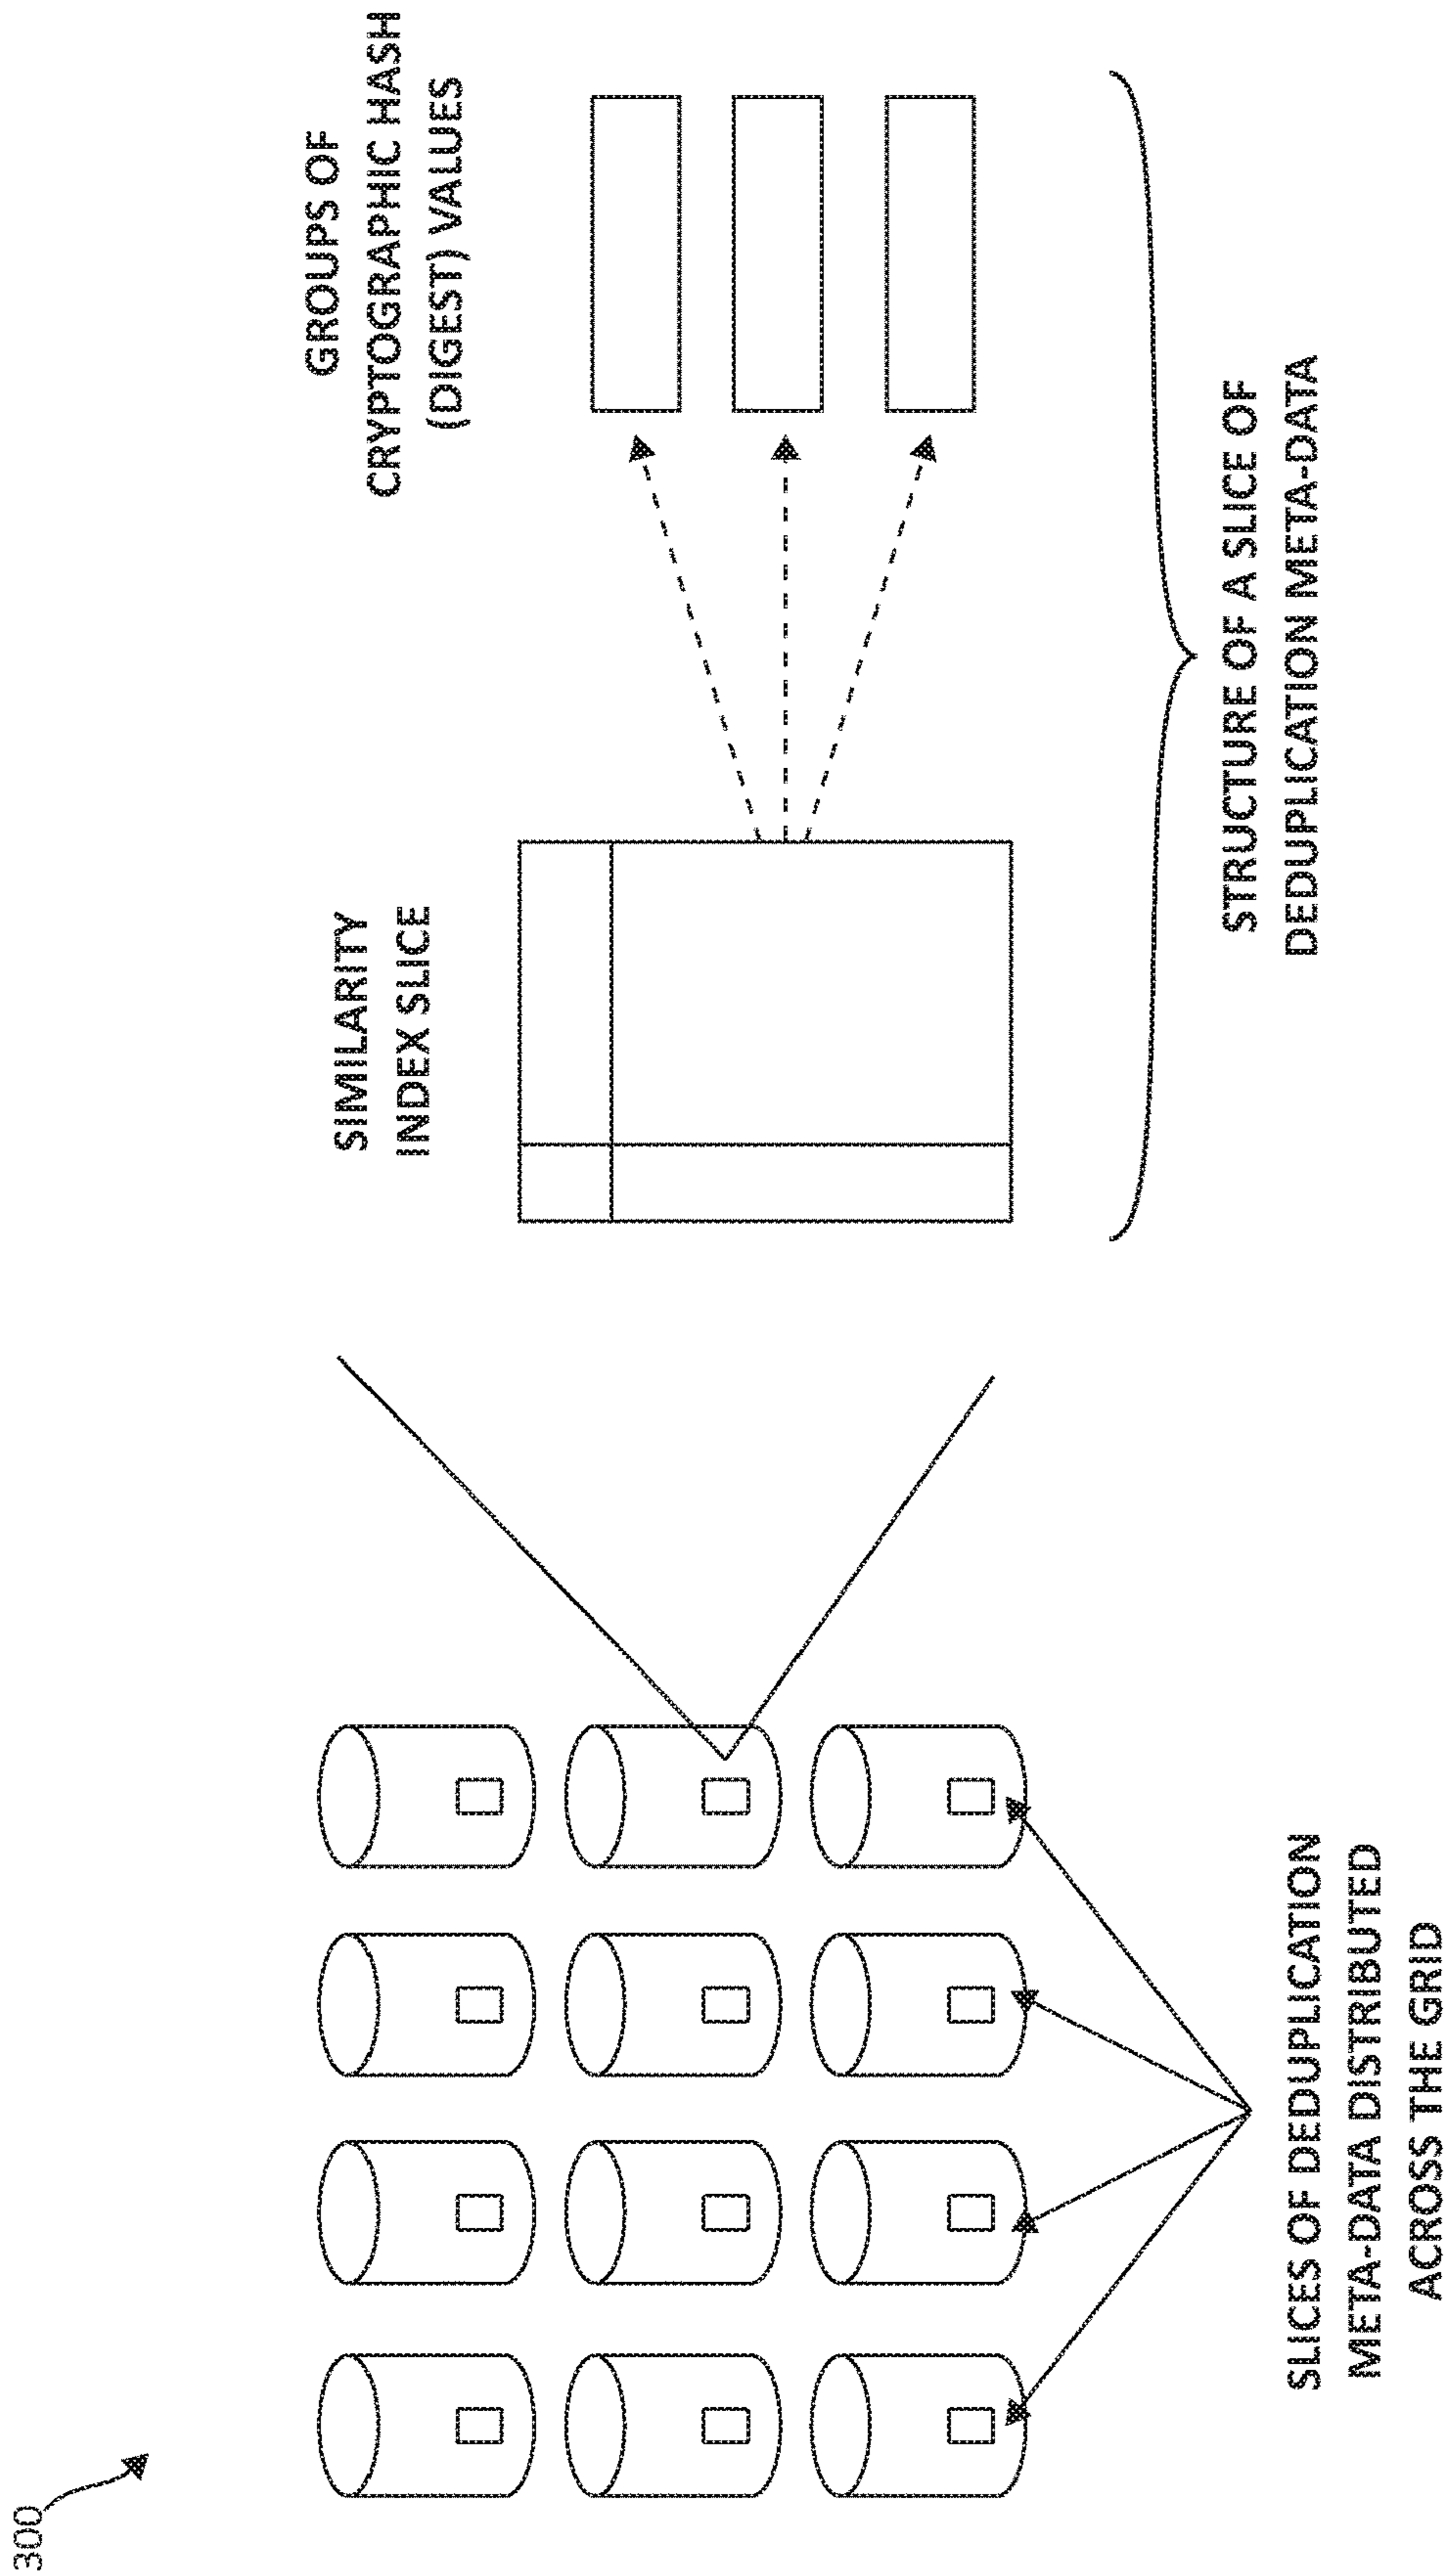 300
SIMILARITY
INDEX SLICE
GROUPS OF
CRYPTOGRAPHIC HASH
(DIGEST) VALUES
SLICES OF DEDUPLICATION
META-DATA DISTRIBUTED
ACROSS THE GRID
STRUCTURE OF A SLICE OF
DEDUPLICATION META-DATA